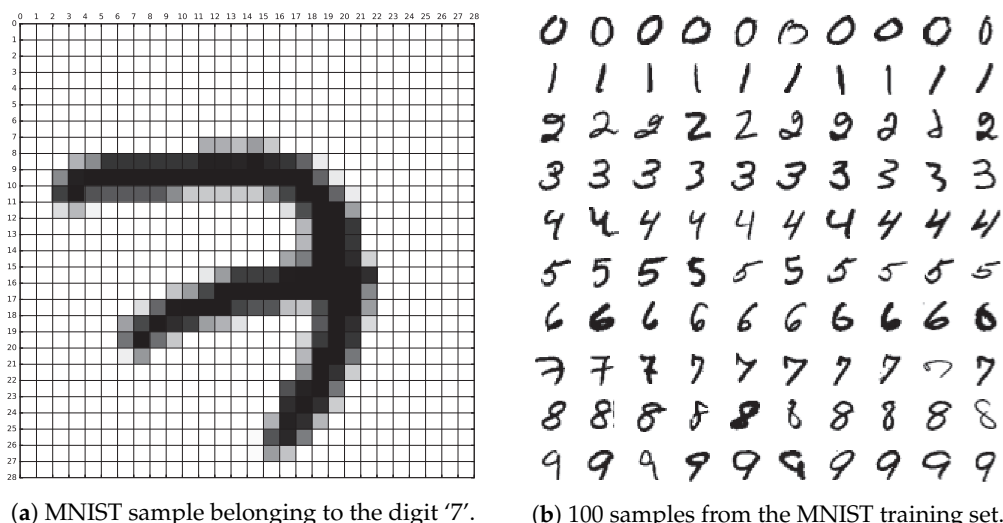 0 1 2 3 4 5 6 7 8 9 10 11 12 13 14 15 16 17 18 19 20 21 22 23 24 25 26 27 28
0
1
2
3
4
5
6
7
8
9
10
11
12
13
14
15
16
17
18
19
20
21
22
23
24
25
26
27
28
(a) MNIST sample belonging to the digit ‘7’.
0 0 0 0 0 0 0 0 0 0
1 1 1 1 1 1 1 1 1 1
2 2 2 2 2 2 2 2 2 2
3 3 3 3 3 3 3 3 3 3
4 4 4 4 4 4 4 4 4 4
5 5 5 5 5 5 5 5 5 5
6 6 6 6 6 6 6 6 6 6
7 7 7 7 7 7 7 7 7 7
8 8 8 8 8 8 8 8 8 8
9 9 9 9 9 9 9 9 9 9
(b) 100 samples from the MNIST training set.